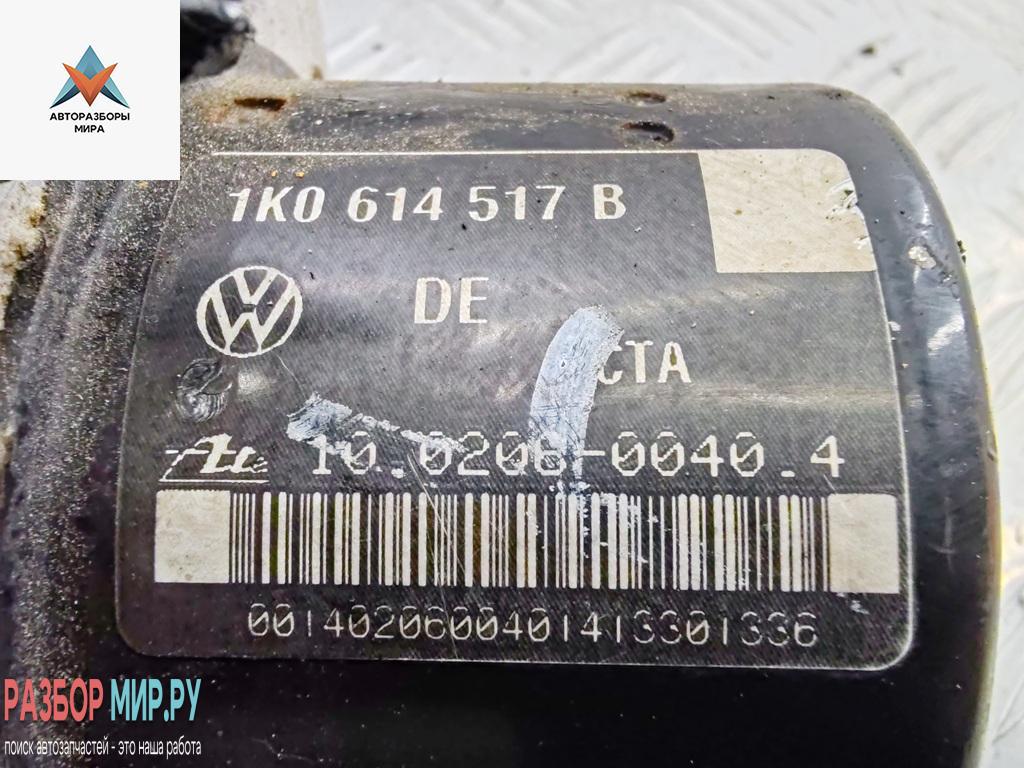 АВТОРАЗБОРЫ
МИРА
1K0 614 517 B
DE
CTA
Ate 10.0206-0040.4
0014020600401413301336
РАЗБОР МИР.РУ
поиск автозапчастей - это наша работа